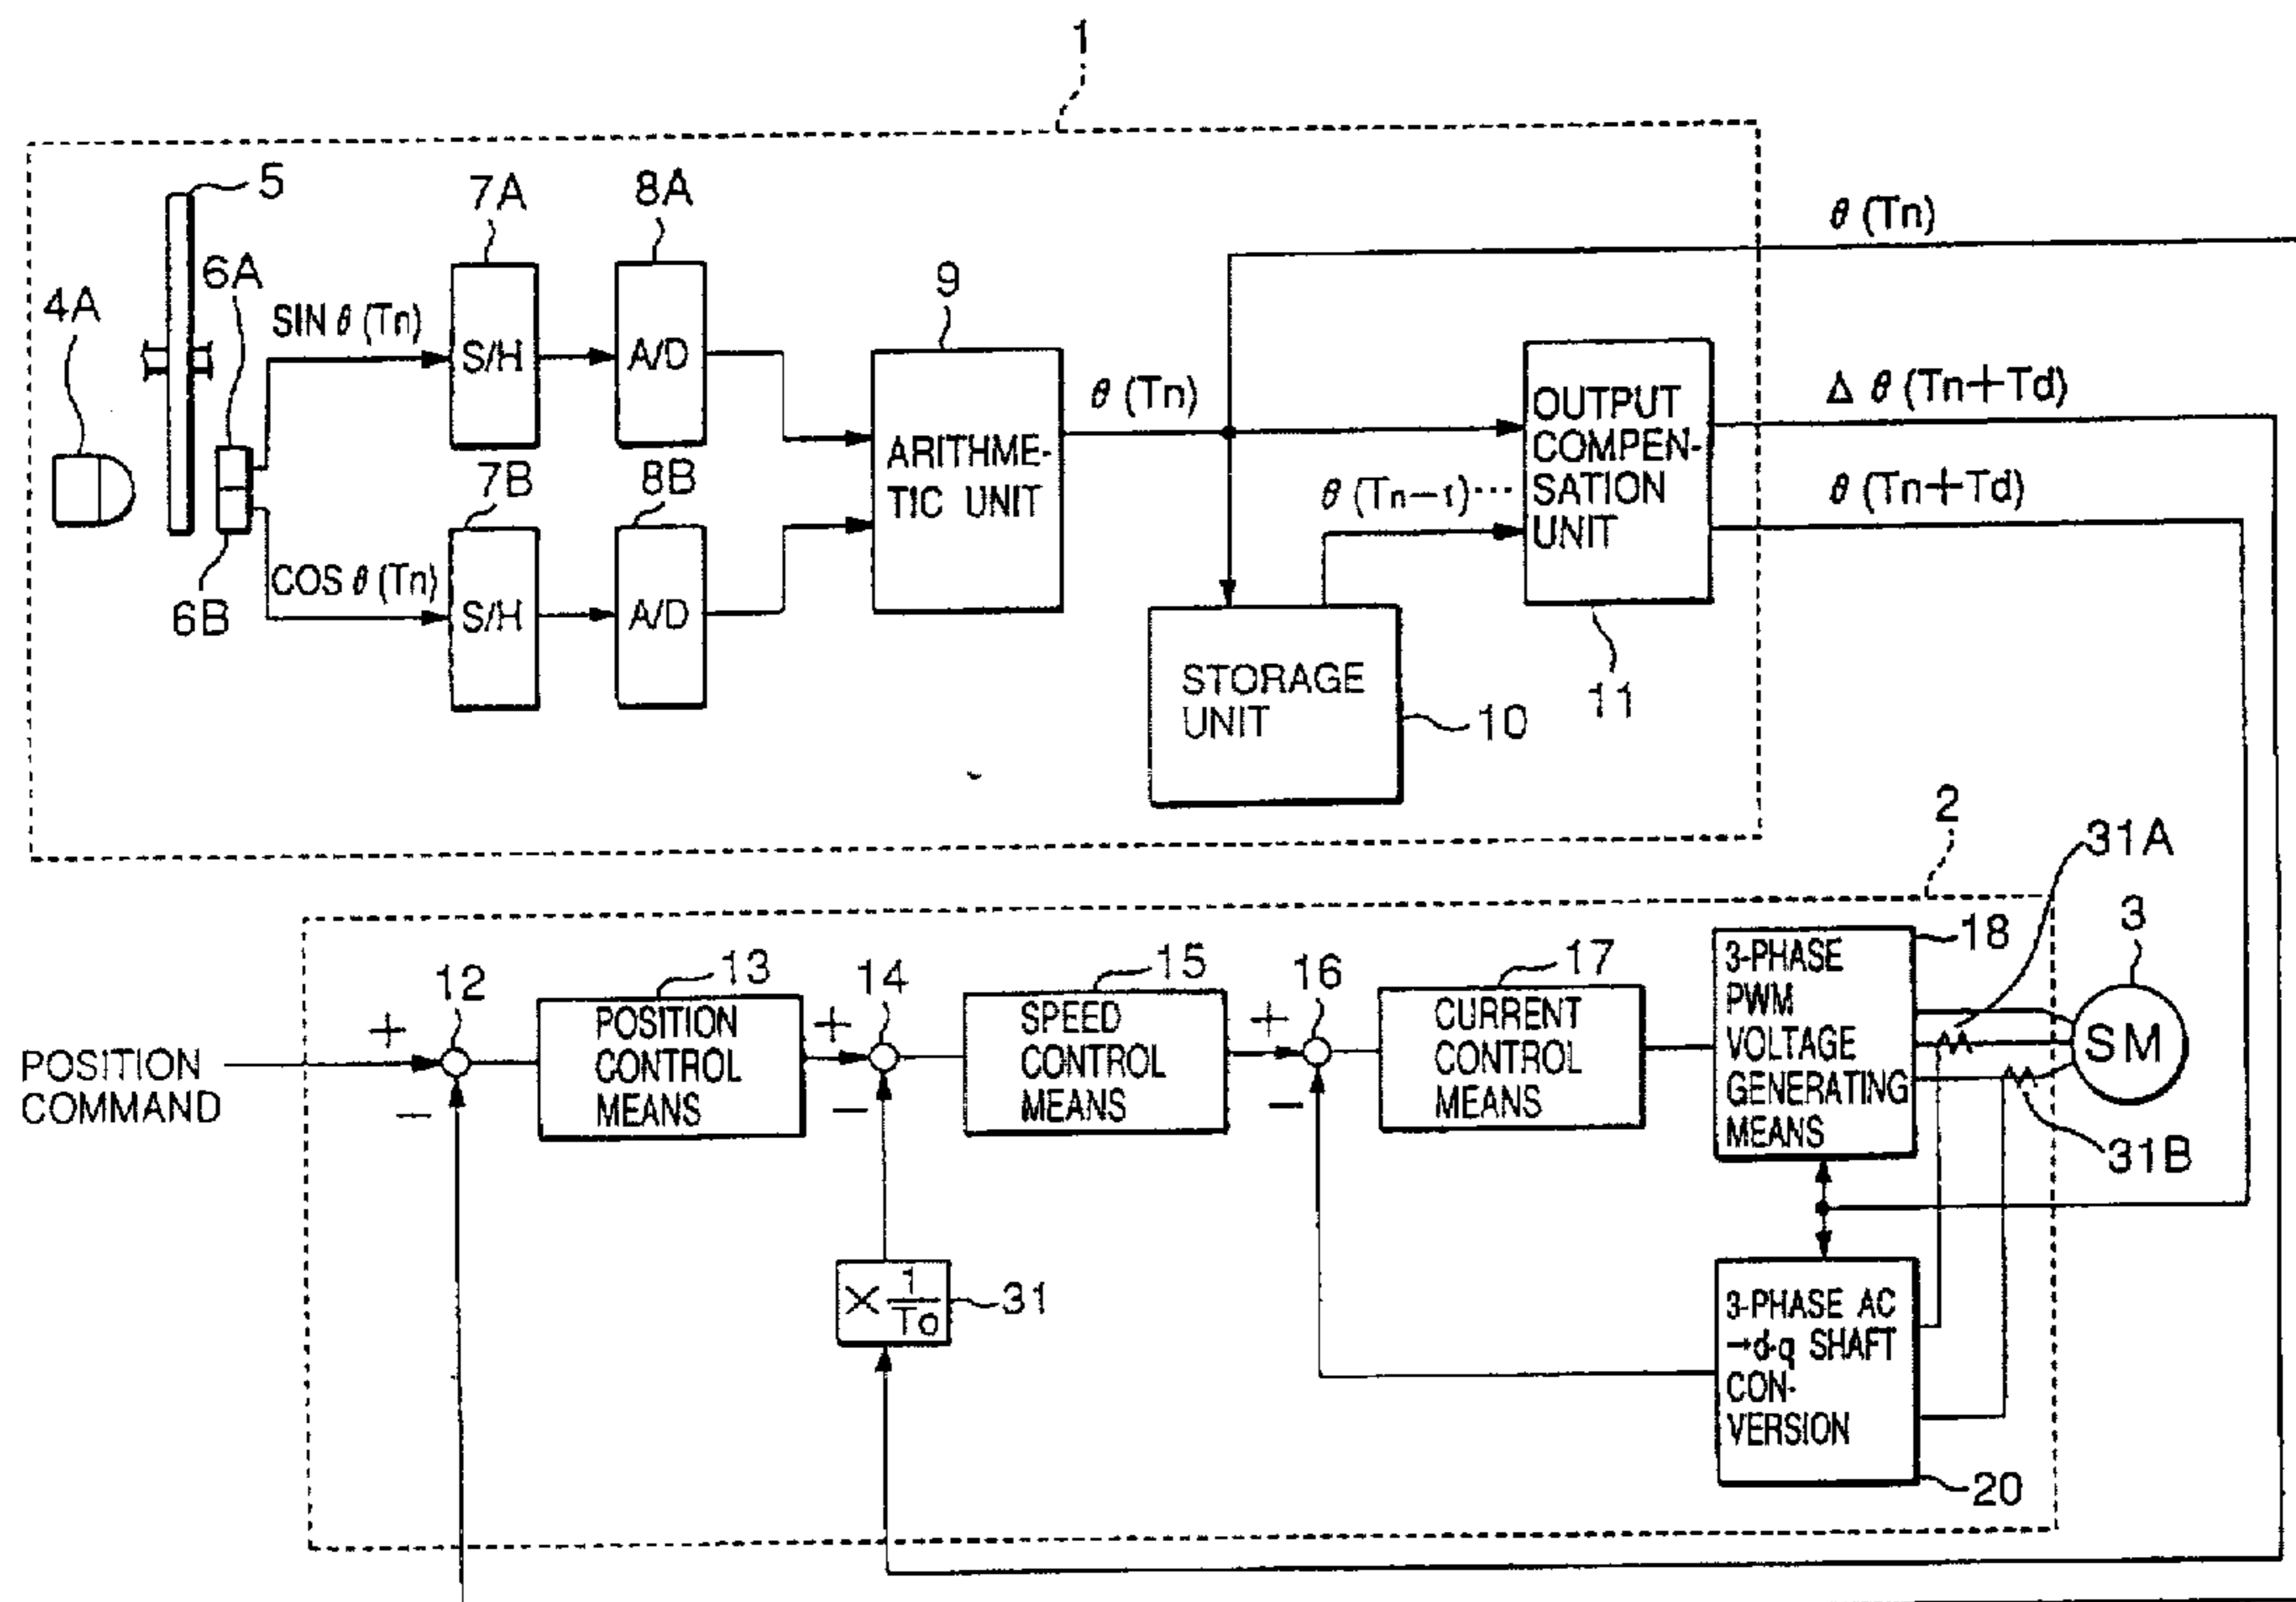 1
5
7A
8A
θ (Tn)
6A
9
4A
SIN θ (Tn)
S/H
A/D
θ (Tn)
Δ θ (Tn+Td)
OUTPUT
COMPEN-
SATION
UNIT
ARITHME-
TIC UNIT
7B
8B
θ (Tn-1)···
θ (Tn+Td)
COS θ (Tn)
6B
S/H
A/D
STORAGE
UNIT
11
10
2
31A
3
18
12
13
14
15
16
17
3-PHASE
PWM
VOLTAGE
GENERATING
MEANS
+
POSITION
CONTROL
MEANS
+
SPEED
CONTROL
MEANS
+
CURRENT
CONTROL
MEANS
SM
POSITION
COMMAND
−
−
−
31B
× 1/To
31
3-PHASE AC
→d-q SHAFT
CON-
VERSION
20